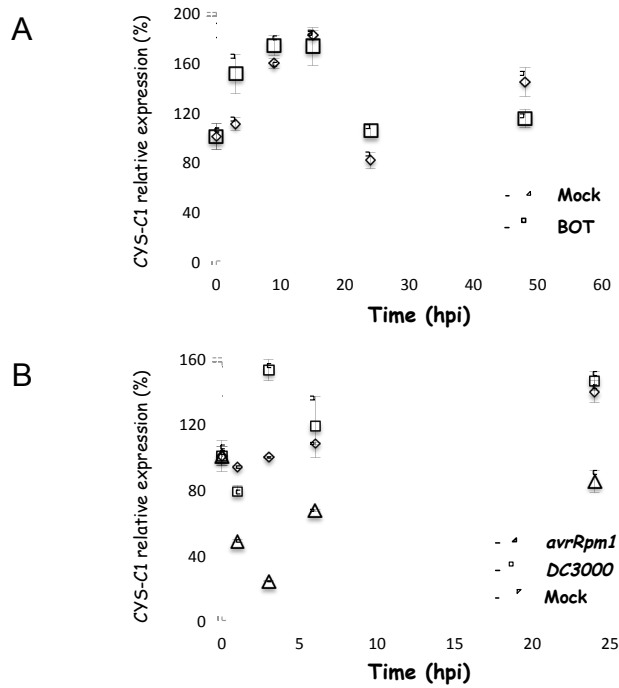 A
CYS-C1 relative expression (%)
200
160
120
80
40
0
0 10 20 30 40 50 60
Time (hpi)
Mock
BOT
B
CYS-C1 relative expression (%)
160
120
80
40
0
0 5 10 15 20 25
Time (hpi)
avrRpm1
DC3000
Mock